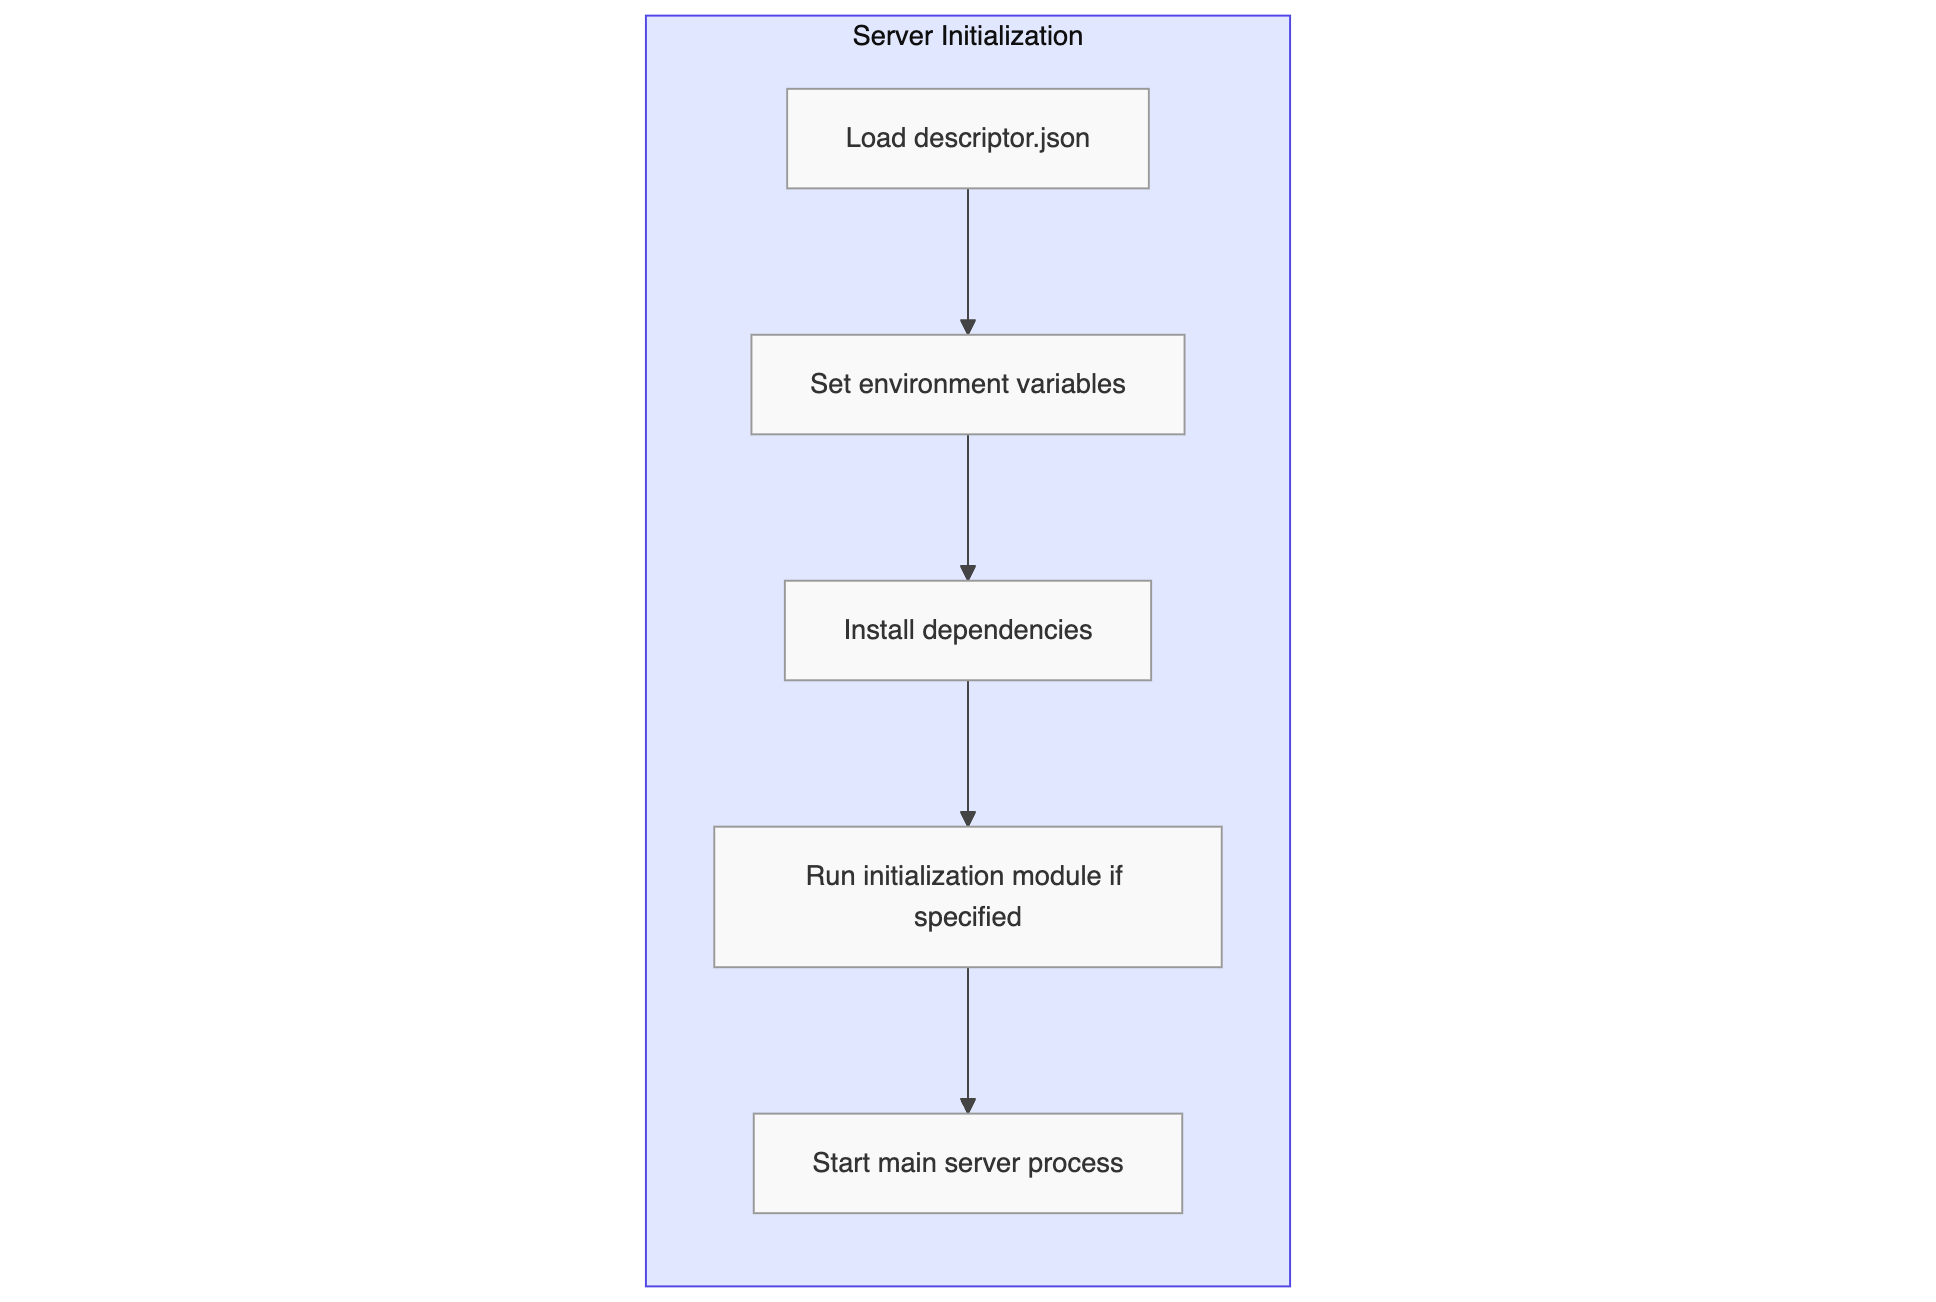 Server Initialization
Load descriptor.json
Set environment variables
Install dependencies
Run initialization module if
specified
Start main server process